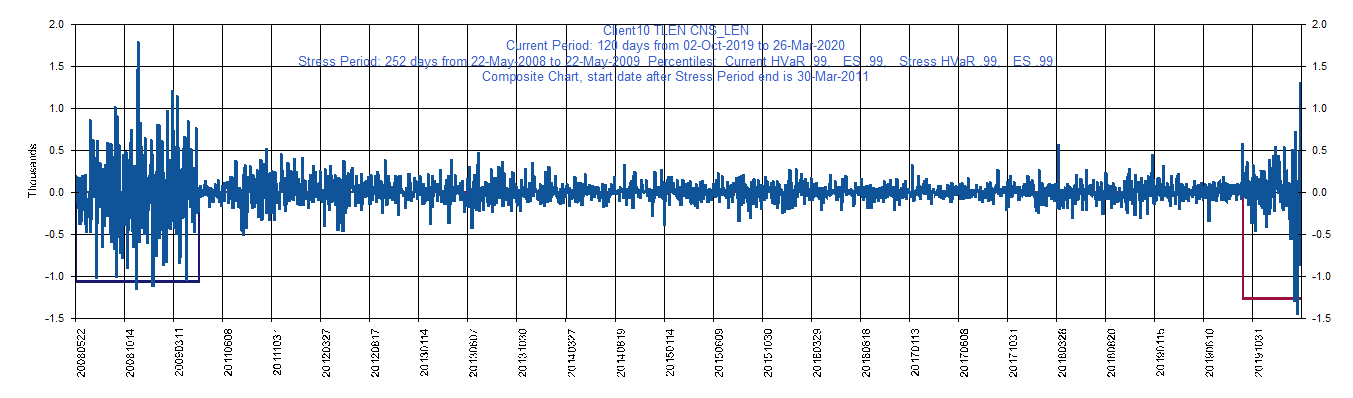 Client10 TLEN CNS_LEN
Current Period: 120 days from 02-Oct-2019 to 26-Mar-2020
Stress Period: 252 days from 22-May-2008 to 22-May-2009 Percentiles: Current HVaR .99, ES .99, Stress HVaR .99, ES .99
Composite Chart, start date after Stress Period end is 30-Mar-2011
2.0 2.0
1.5 1.5
1.0 1.0
0.5 0.5
0.0 0.0
-0.5 -0.5
-1.0 -1.0
-1.5 -1.5
Thousands
20080522 20081014 20090311 20110608 20111031 20120327 20120817 20130114 20130607 20131030 20140327 20140819 20150114 20150609 20151030 20160329 20160818 20170113 20170608 20171031 20180328 20180820 20190115 20190610 20191031